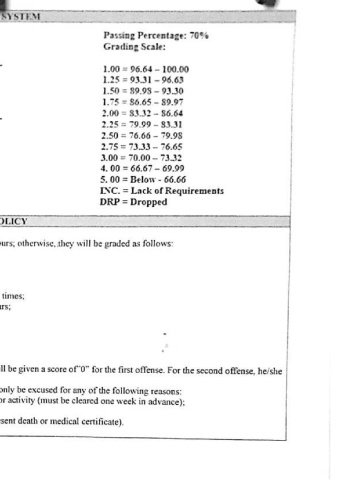 SYSTEM
Passing Percentage: 70%
Grading Scale:
1.00 = 96.64 – 100.00
1.25 = 93.31 – 96.63
1.50 = 89.98 – 93.30
1.75 = 86.65 – 89.97
2.00 = 83.32 – 86.64
2.25 = 79.99 – 83.31
2.50 = 76.66 – 79.98
2.75 = 73.33 – 76.65
3.00 = 70.00 – 73.32
4. 00 = 66.67 – 69.99
5. 00 = Below - 66.66
INC. = Lack of Requirements
DRP = Dropped
OLICY
urs; otherwise, they will be graded as follows:
times;
rs;
ll be given a score of "0" for the first offense. For the second offense, he/she
only be excused for any of the following reasons:
or activity (must be cleared one week in advance);
sent death or medical certificate).